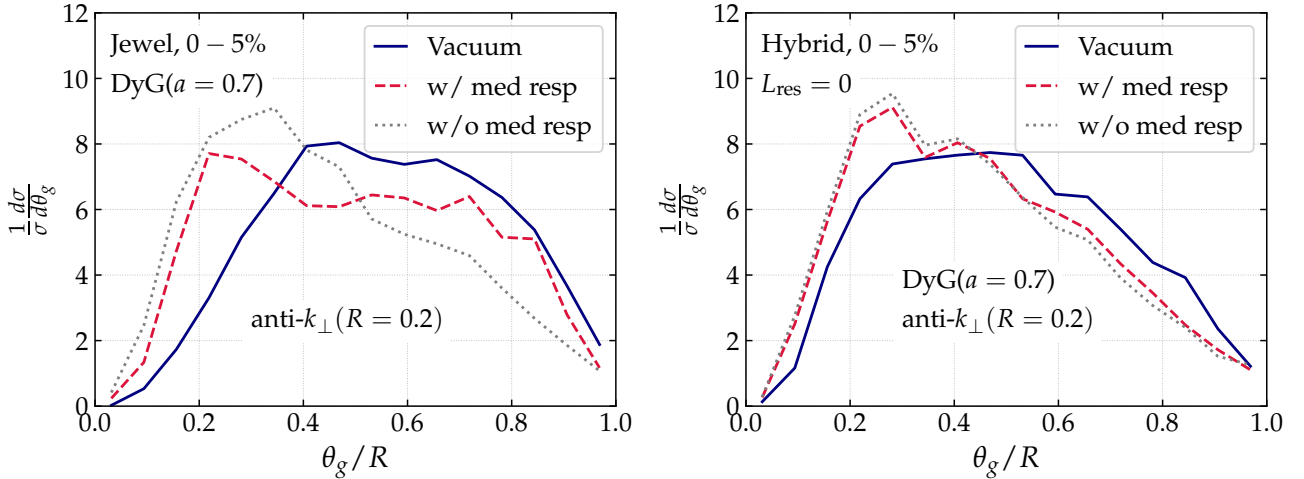 Jewel, 0 − 5%
DyG(a = 0.7)
Vacuum
w/ med resp
w/o med resp
anti-k⊥(R = 0.2)
12
10
8
6
4
2
0
0.0 0.2 0.4 0.6 0.8 1.0
θg/R
1/σ dσ/dθg
Hybrid, 0 − 5%
Lres = 0
Vacuum
w/ med resp
w/o med resp
DyG(a = 0.7)
anti-k⊥(R = 0.2)
12
10
8
6
4
2
0
0.0 0.2 0.4 0.6 0.8 1.0
θg/R
1/σ dσ/dθg